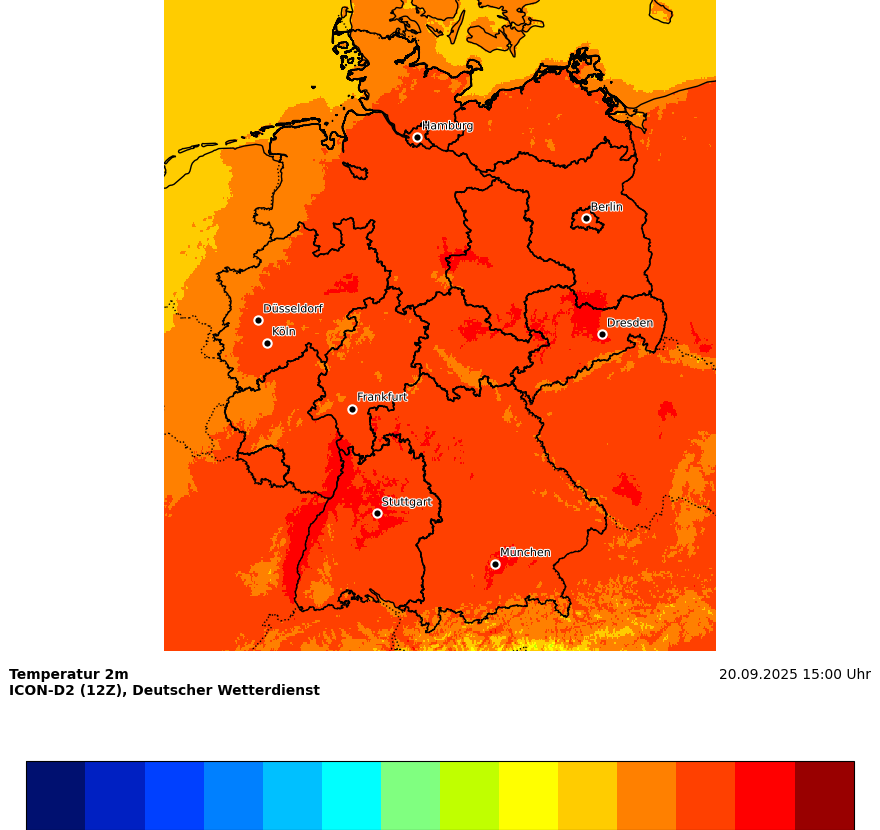 Hamburg
Berlin
Düsseldorf
Köln
Dresden
Frankfurt
Stuttgart
München
Temperatur 2m
20.09.2025 15:00 Uhr
ICON-D2 (12Z), Deutscher Wetterdienst